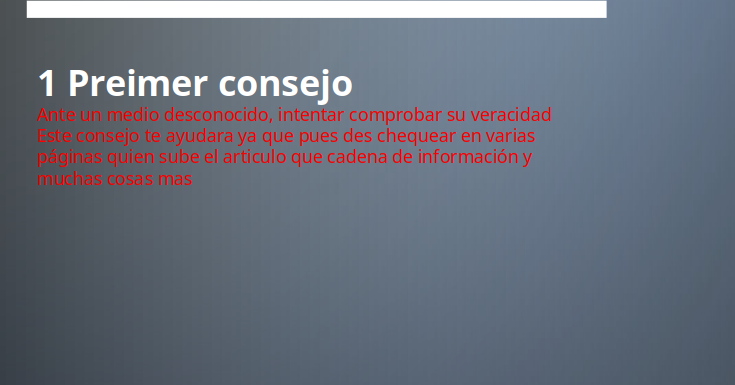 1 Preimer consejo
Ante un medio desconocido, intentar comprobar su veracidad
Este consejo te ayudara ya que pues des chequear en varias
páginas quien sube el articulo que cadena de información y
muchas cosas mas